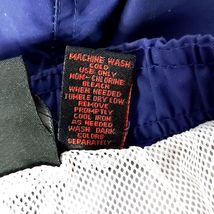 MACHINE WASH
COLD
USE ONLY
NON-CHLORINE
BLEACH
WHEN NEEDED
TUMBLE DRY LOW
REMOVE
PROMPTLY
COOL IRON
AS NEEDED
WASH DARK
COLORS
SEPARATELY